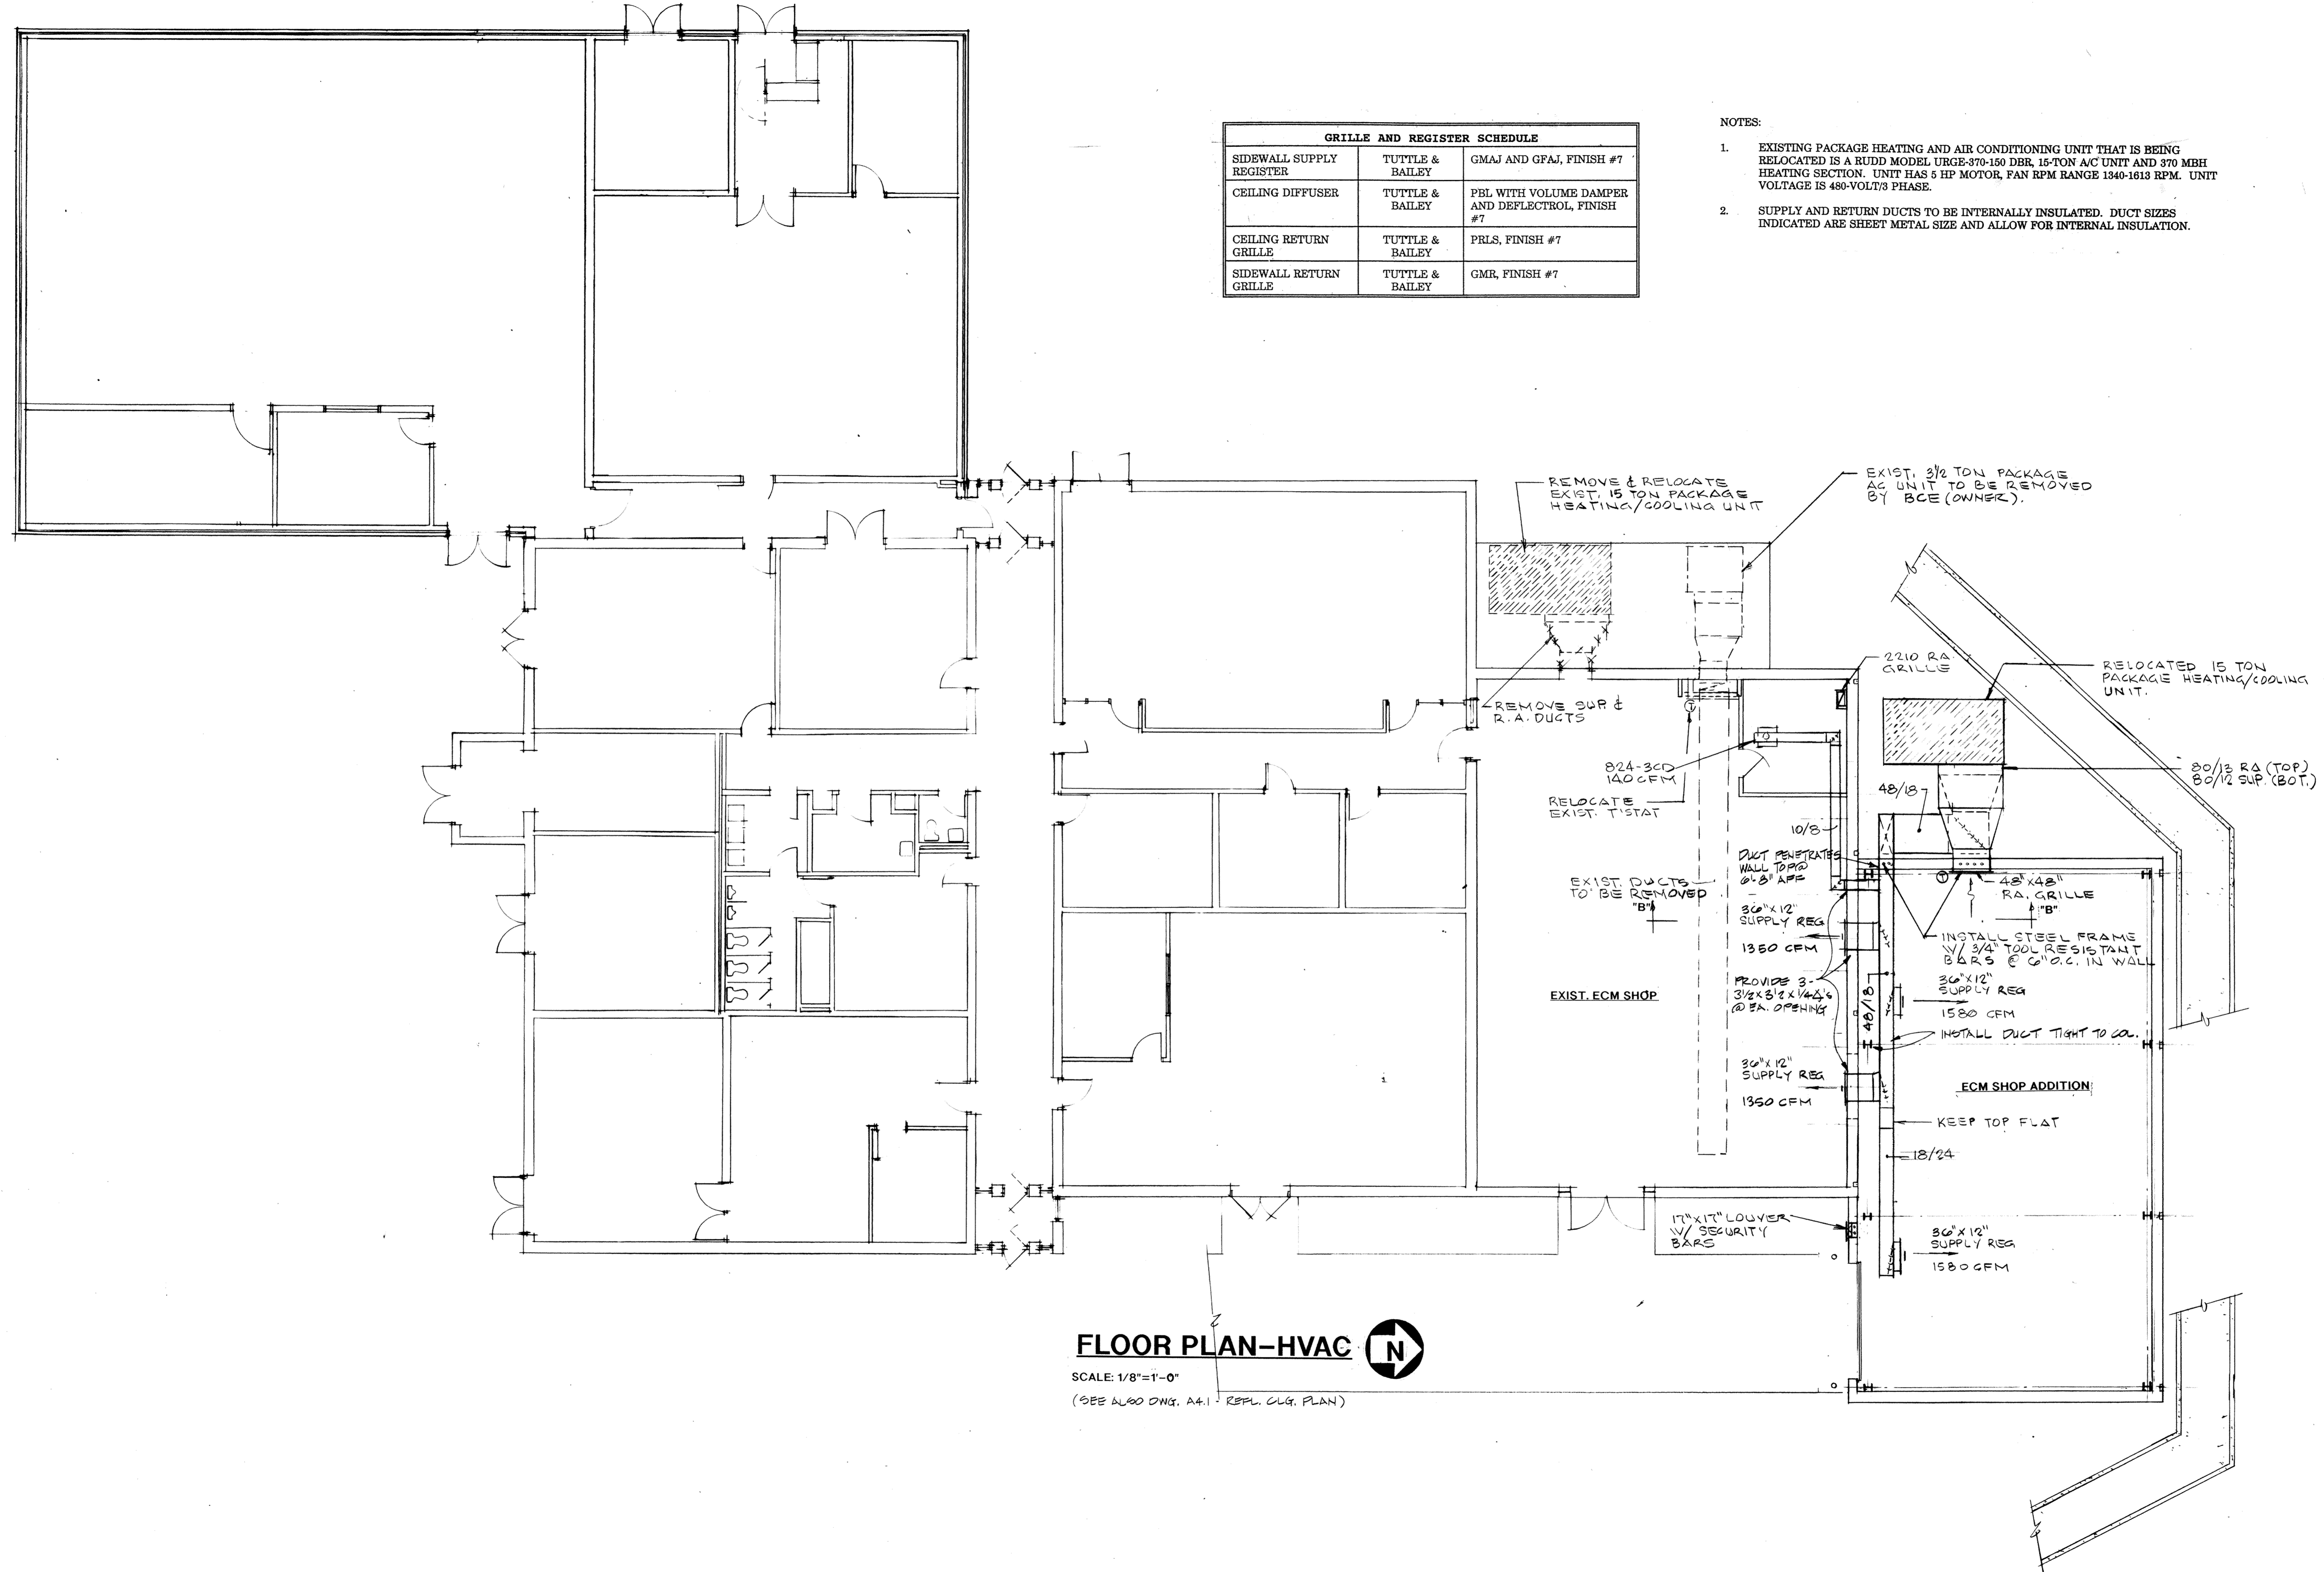 GRILLE AND REGISTER SCHEDULE
SIDEWALL SUPPLY
REGISTER
TUTTLE &
BAILEY
GMAJ AND GFAJ, FINISH #7
CEILING DIFFUSER
TUTTLE &
BAILEY
PBL WITH VOLUME DAMPER
AND DEFLECTROL, FINISH
#7
CEILING RETURN
GRILLE
TUTTLE &
BAILEY
PRLS, FINISH #7
SIDEWALL RETURN
GRILLE
TUTTLE &
BAILEY
GMR, FINISH #7
NOTES:
1. EXISTING PACKAGE HEATING AND AIR CONDITIONING UNIT THAT IS BEING
RELOCATED IS A RUDD MODEL URGE-370-150 DBR, 15-TON A/C UNIT AND 370 MBH
HEATING SECTION. UNIT HAS 5 HP MOTOR, FAN RPM RANGE 1340-1613 RPM. UNIT
VOLTAGE IS 480-VOLT/3 PHASE.
2. SUPPLY AND RETURN DUCTS TO BE INTERNALLY INSULATED. DUCT SIZES
INDICATED ARE SHEET METAL SIZE AND ALLOW FOR INTERNAL INSULATION.
REMOVE & RELOCATE
EXIST. 15 TON PACKAGE
HEATING/COOLING UNIT
EXIST. 3 1/2 TON PACKAGE
AC UNIT TO BE REMOVED
BY BCE (OWNER).
2210 RA.
GRILLE
RELOCATED 15 TON
PACKAGE HEATING/COOLING
UNIT.
REMOVE SUP. &
R.A. DUCTS
T
824-3CD
140 CFM
RELOCATE
EXIST. T'STAT
80/13 RA (TOP)
80/12 SUP. (BOT.)
48/18
10/8
DUCT PENETRATES
WALL TOP @
6'-8" AFF
EXIST. DUCTS
TO BE REMOVED
"B"
T
48"X48"
RA. GRILLE
"B"
36"X12"
SUPPLY REG
1350 CFM
INSTALL STEEL FRAME
W/ 3/4" TOOL RESISTANT
BARS @ 6" O.C. IN WALL
PROVIDE 3-
3 1/2 x 3 1/2 x 1/4 ∠'s
@ EA. OPENING
36"X12"
SUPPLY REG
1580 CFM
EXIST. ECM SHOP
48/18
INSTALL DUCT TIGHT TO COL.
36"X12"
SUPPLY REG
1350 CFM
ECM SHOP ADDITION
KEEP TOP FLAT
18/24
17"X17" LOUVER
W/ SECURITY
BARS
36"X12"
SUPPLY REG
1580 CFM
FLOOR PLAN-HVAC
N
SCALE: 1/8"=1'-0"
(SEE ALSO DWG. A4.1 - REFL. CLG. PLAN)